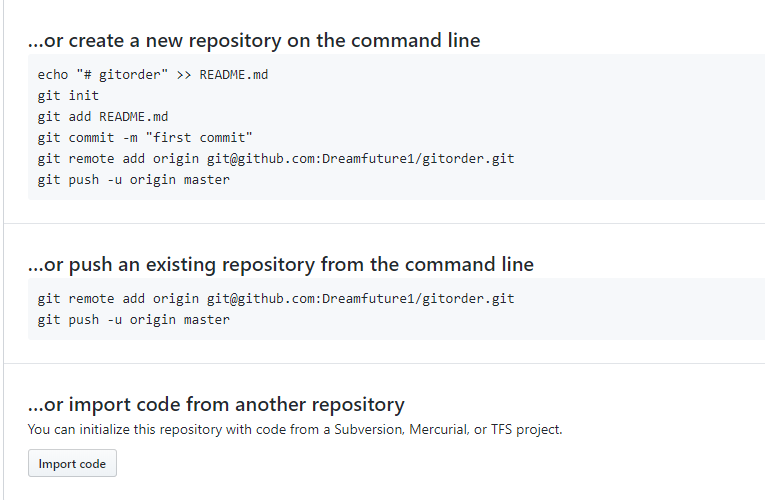 ...or create a new repository on the command line
echo "# gitorder" >> README.md
git init
git add README.md
git commit -m "first commit"
git remote add origin git@github.com:Dreamfuture1/gitorder.git
git push -u origin master
...or push an existing repository from the command line
git remote add origin git@github.com:Dreamfuture1/gitorder.git
git push -u origin master
...or import code from another repository
You can initialize this repository with code from a Subversion, Mercurial, or TFS project.
Import code